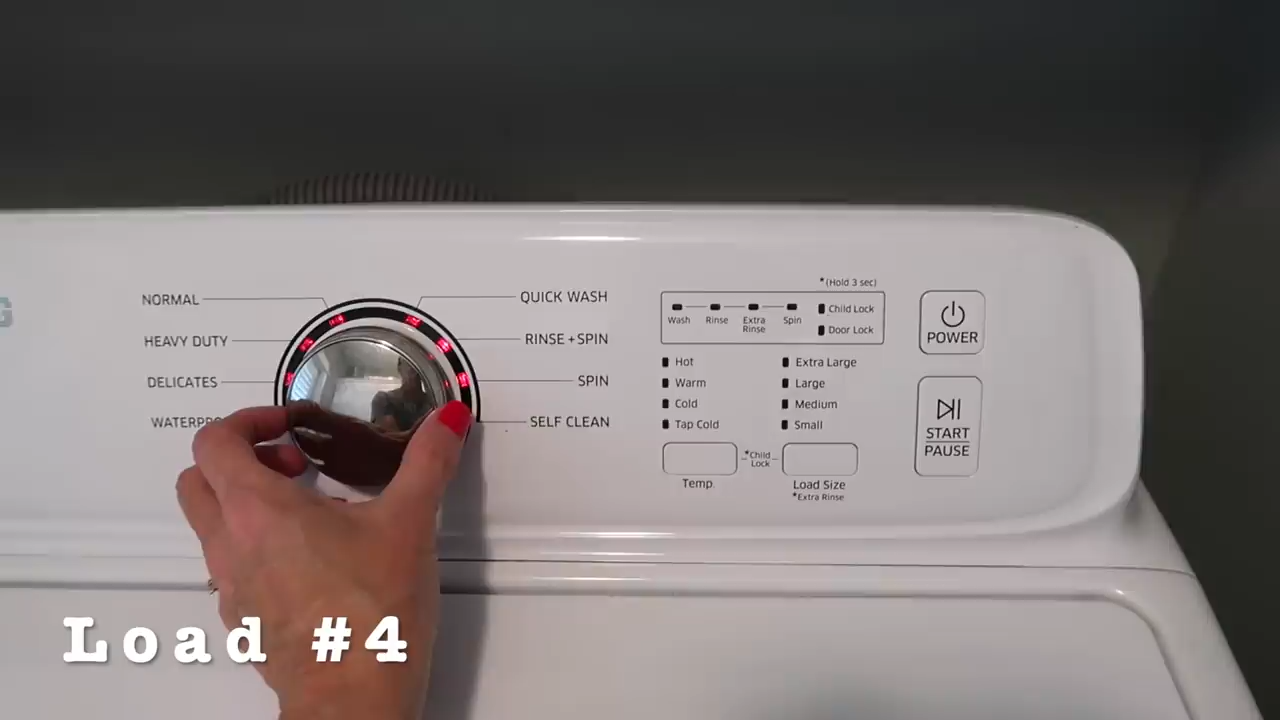 *(Hold 3 sec)
NORMAL
QUICK WASH
Wash
Rinse
Extra Rinse
Spin
Child Lock
Door Lock
HEAVY DUTY
RINSE + SPIN
DELICATES
SPIN
SELF CLEAN
Hot
Warm
Cold
Tap Cold
Extra Large
Large
Medium
Small
*Child Lock
Temp.
Load Size
*Extra Rinse
POWER
START
PAUSE
Load #4